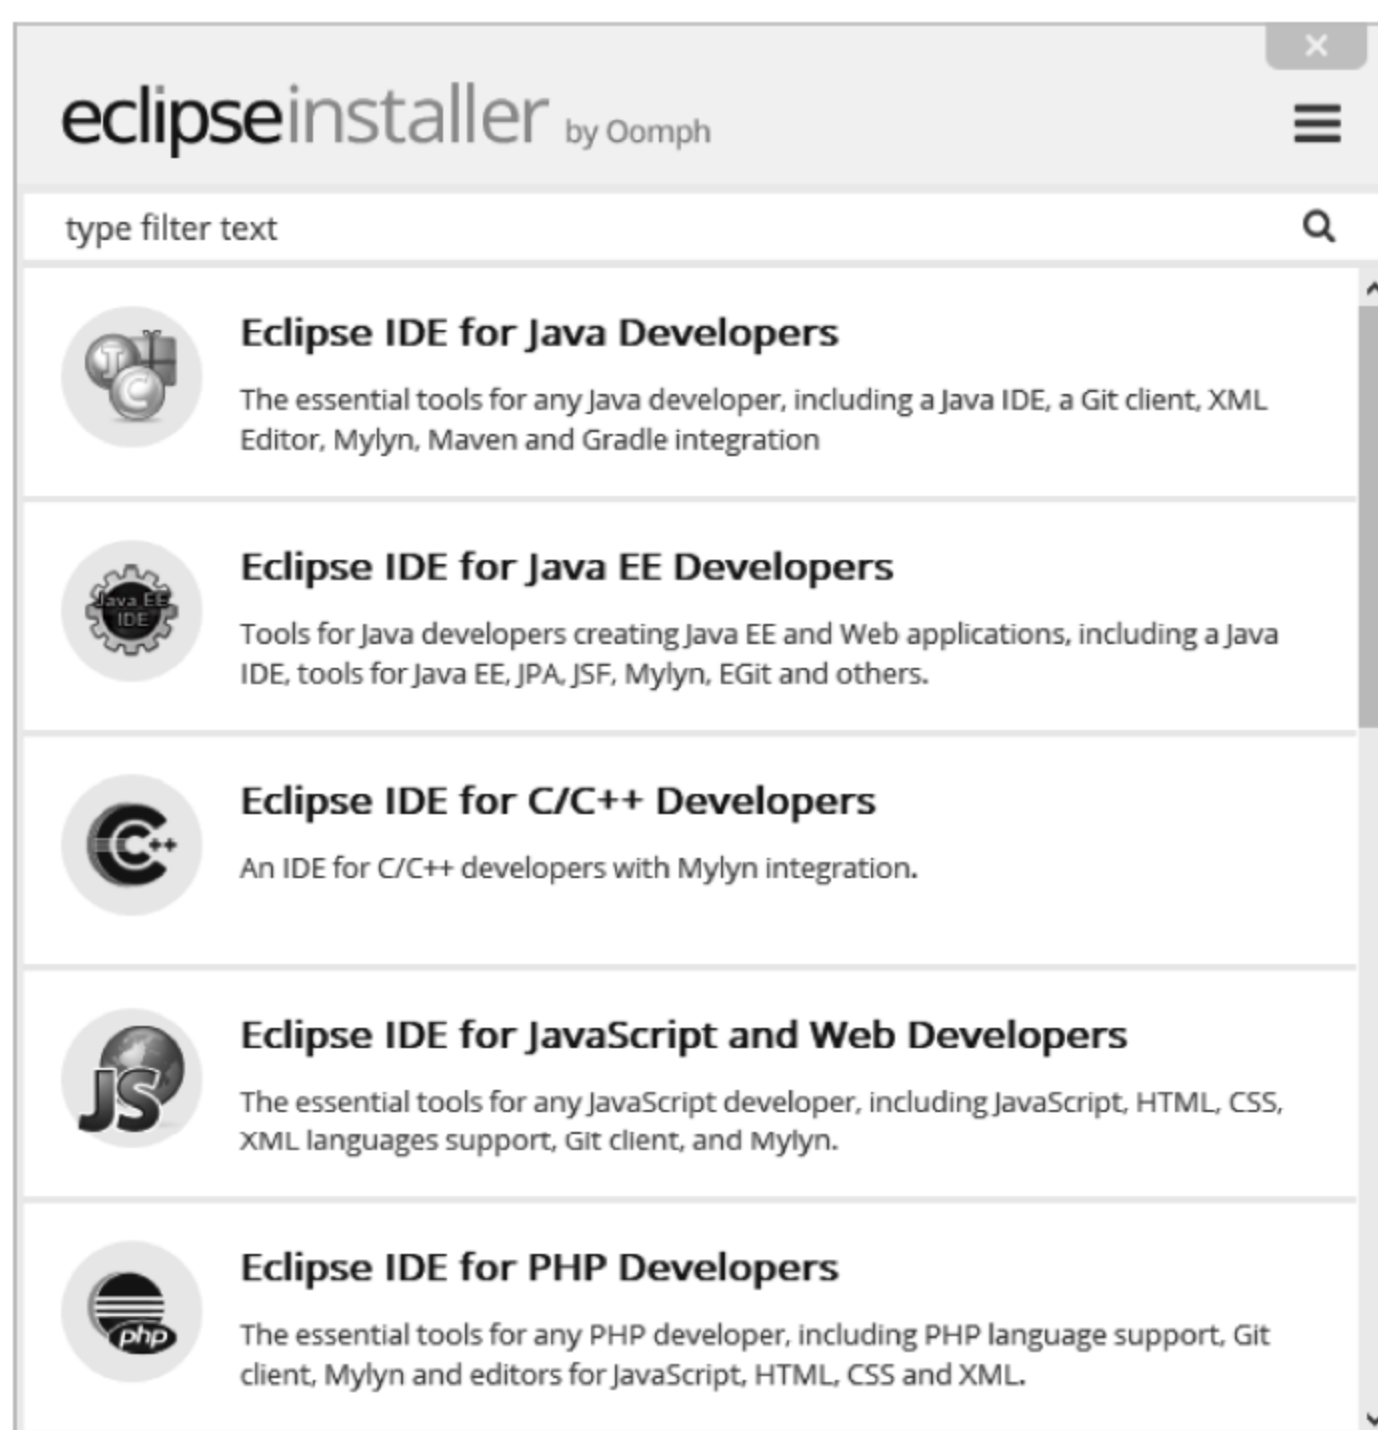 eclipseinstaller by Oomph
type filter text
Eclipse IDE for Java Developers
The essential tools for any Java developer, including a Java IDE, a Git client, XML
Editor, Mylyn, Maven and Gradle integration
Eclipse IDE for Java EE Developers
Java EE
IDE
Tools for Java developers creating Java EE and Web applications, including a Java
IDE, tools for Java EE, JPA, JSF, Mylyn, EGit and others.
Eclipse IDE for C/C++ Developers
C++
An IDE for C/C++ developers with Mylyn integration.
Eclipse IDE for JavaScript and Web Developers
JS
The essential tools for any JavaScript developer, including JavaScript, HTML, CSS,
XML languages support, Git client, and Mylyn.
Eclipse IDE for PHP Developers
php
The essential tools for any PHP developer, including PHP language support, Git
client, Mylyn and editors for JavaScript, HTML, CSS and XML.